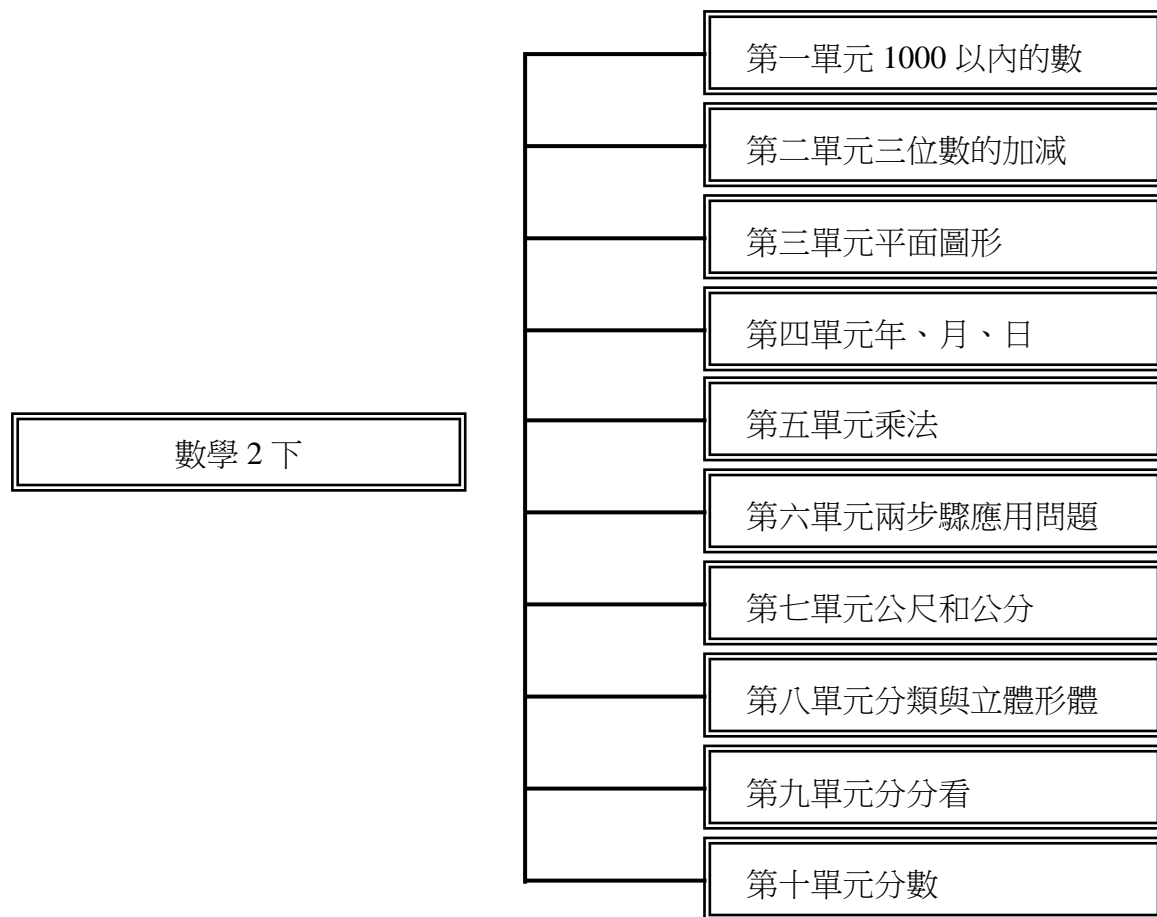 第一單元 1000 以內的數
第二單元三位數的加減
第三單元平面圖形
第四單元年、月、日
第五單元乘法
數學 2 下
第六單元兩步驟應用問題
第七單元公尺和公分
第八單元分類與立體形體
第九單元分分看
第十單元分數